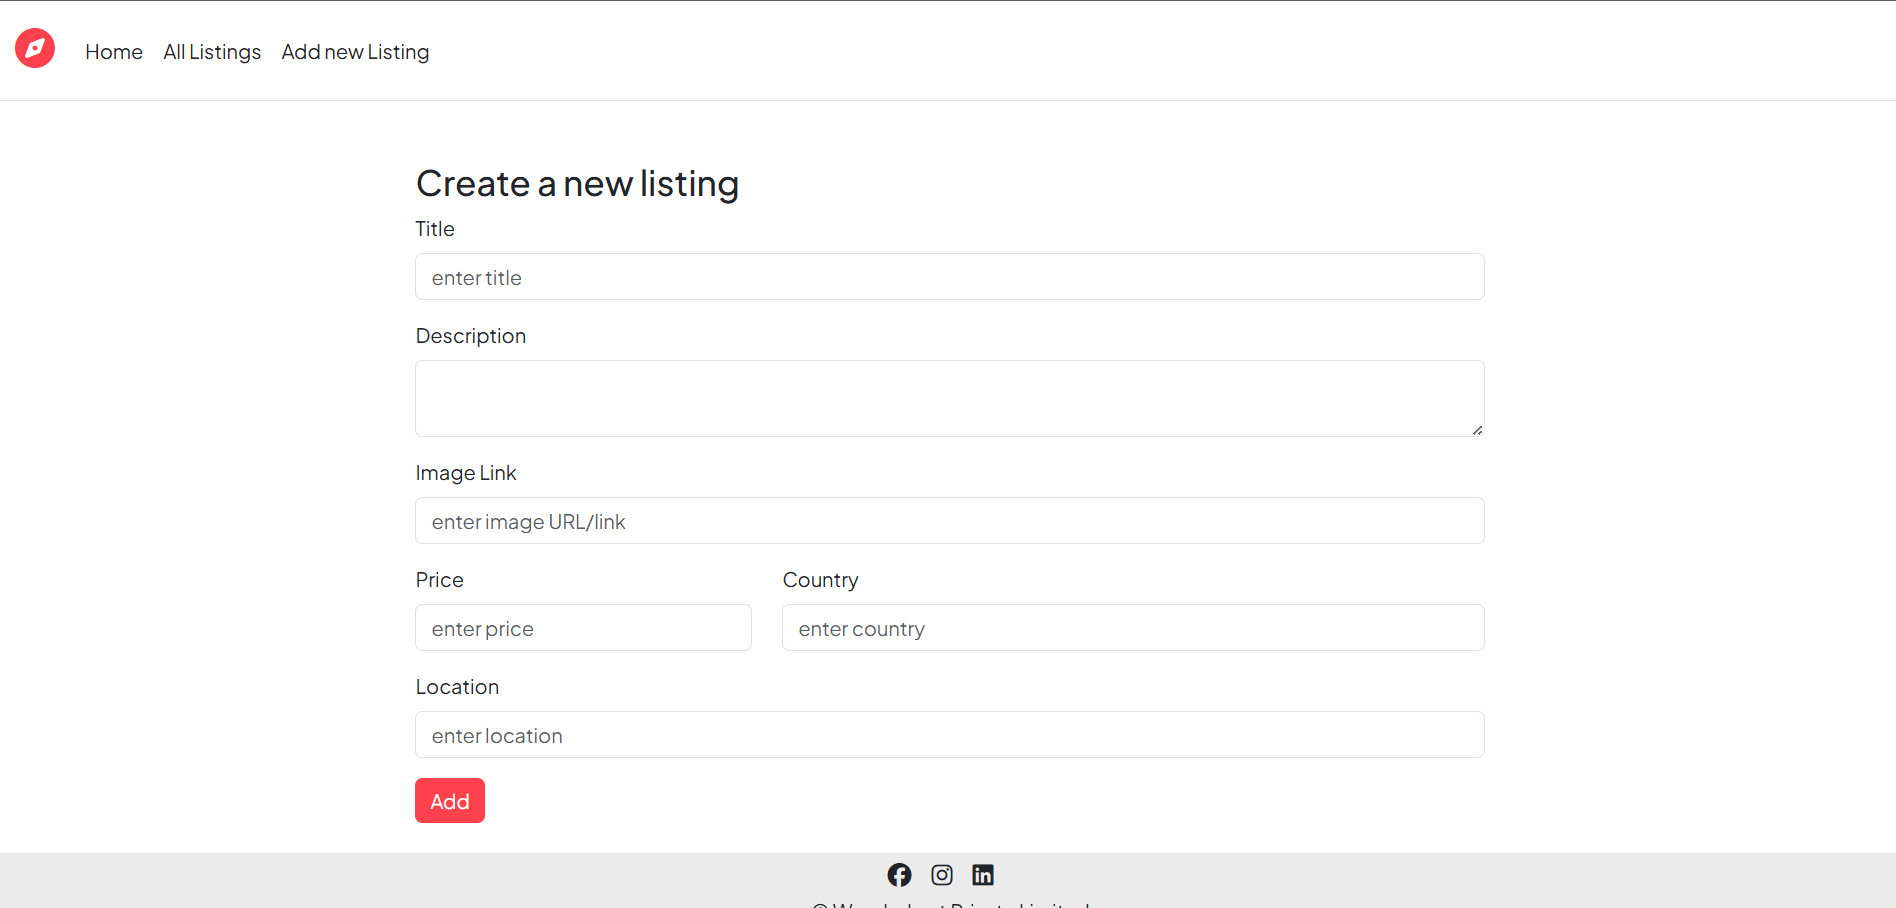 Home All Listings Add new Listing
Create a new listing
Title
enter title
Description
Image Link
enter image URL/link
Price Country
enter price enter country
Location
enter location
Add